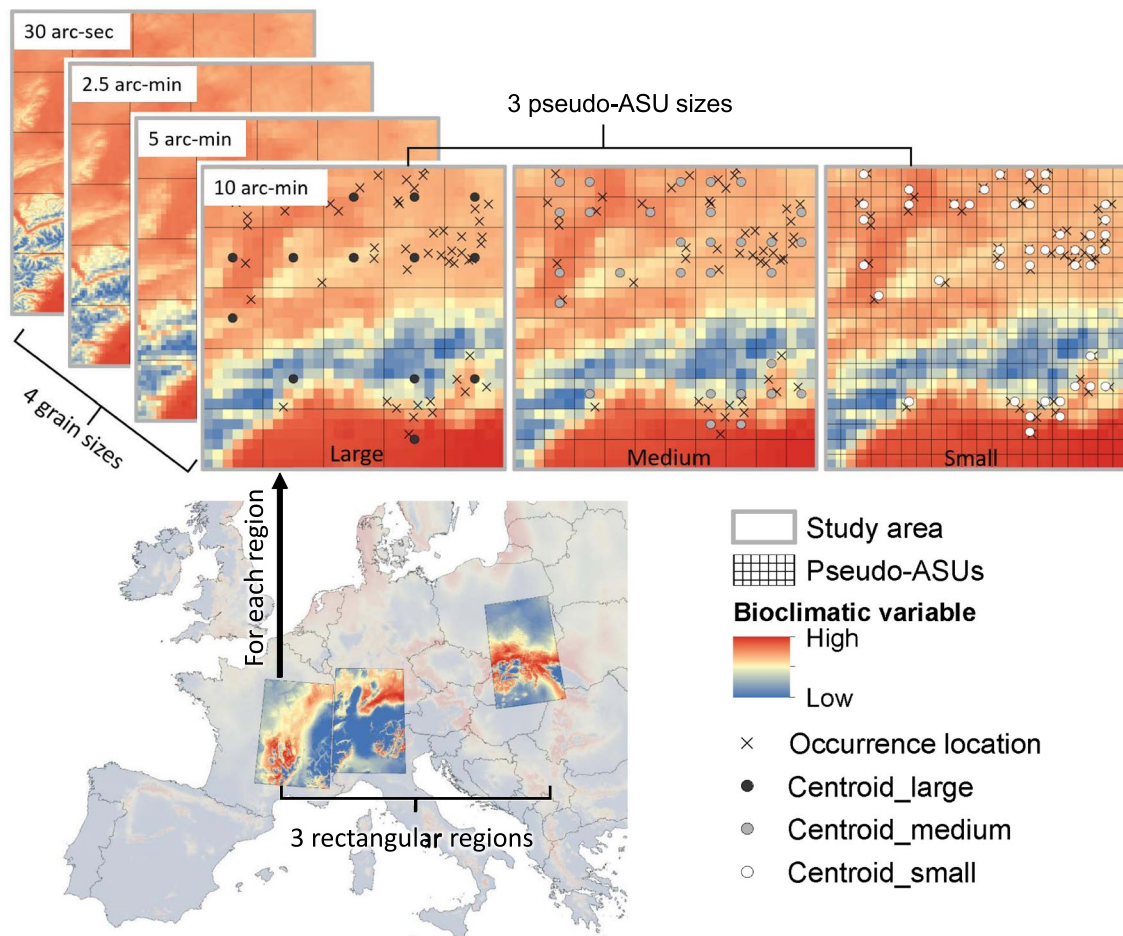 30 arc-sec
2.5 arc-min
5 arc-min
10 arc-min
3 pseudo-ASU sizes
4 grain sizes
Large
Medium
Small
For each region
3 rectangular regions
Study area
Pseudo-ASUs
Bioclimatic variable
High
Low
Occurrence location
Centroid_large
Centroid_medium
Centroid_small